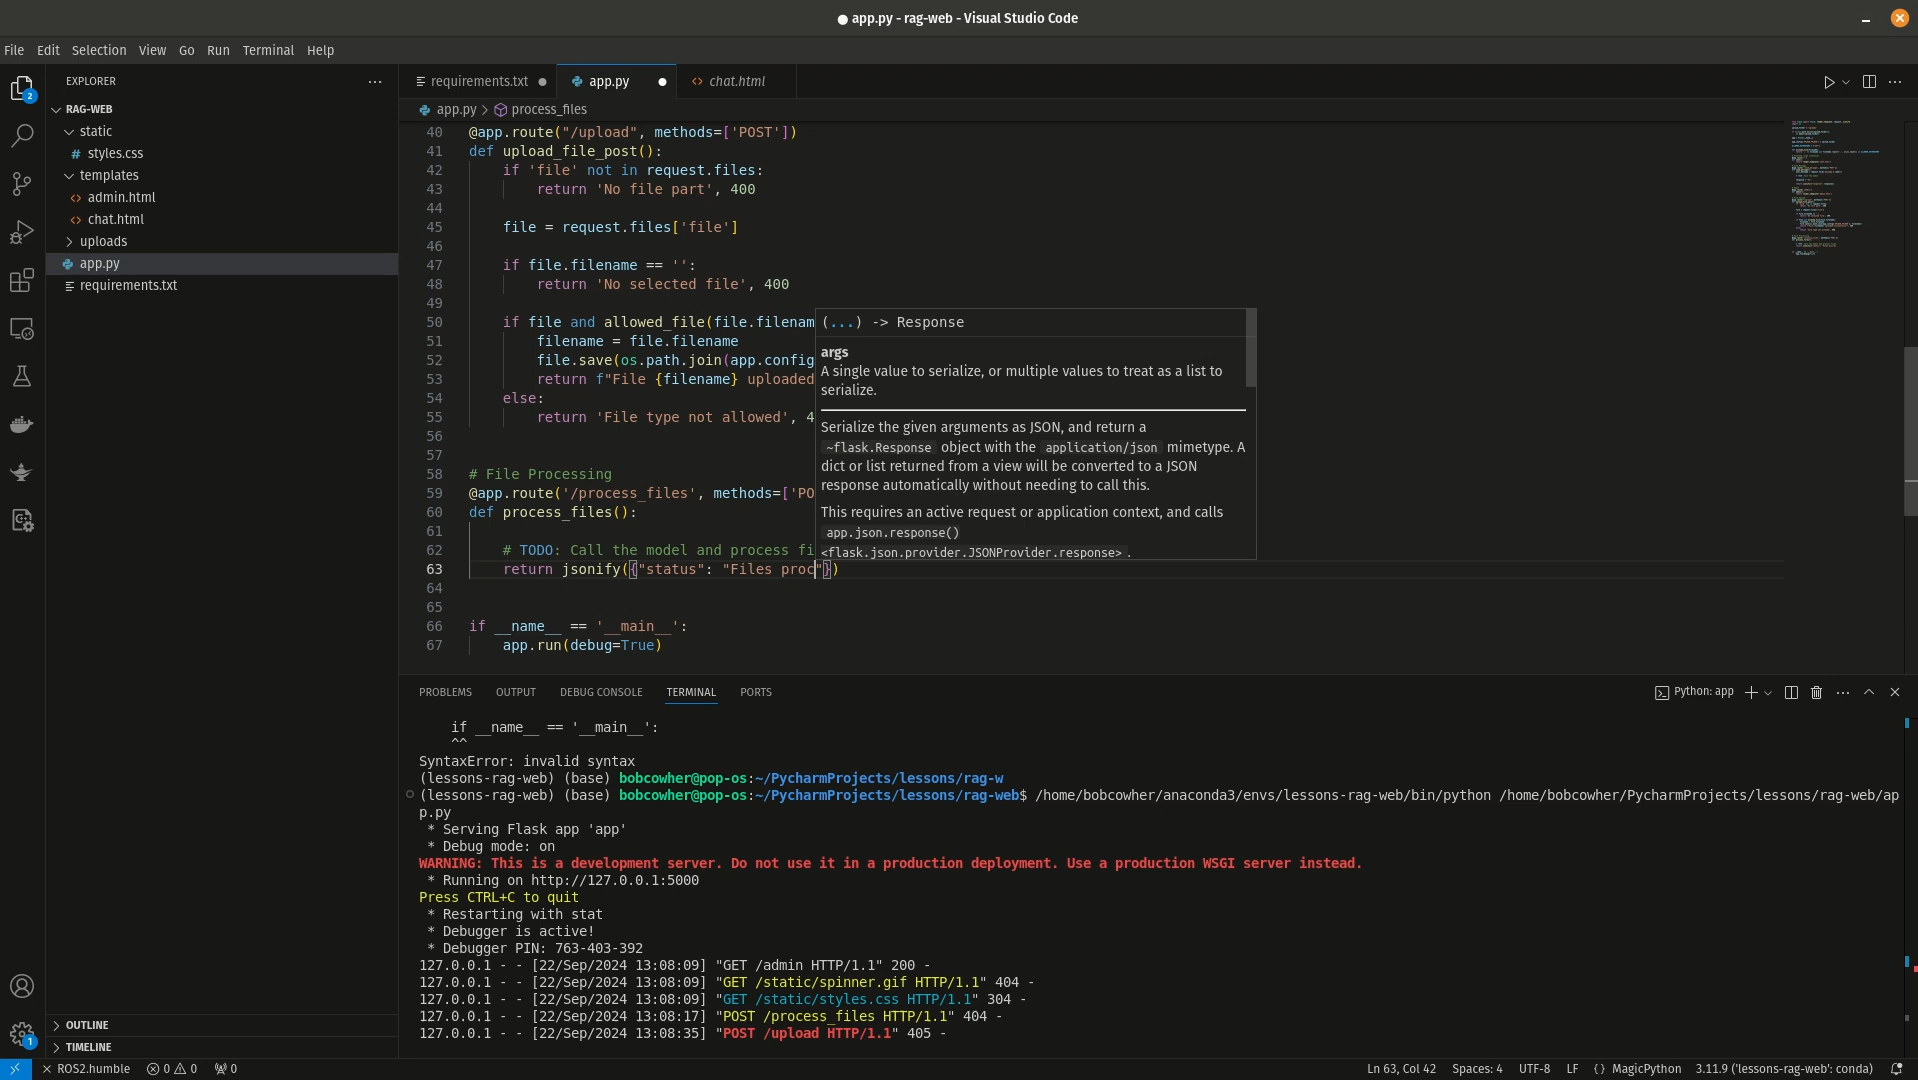 app.py - rag-web - Visual Studio Code
File Edit Selection View Go Run Terminal Help
EXPLORER
requirements.txt
app.py
chat.html
RAG-WEB
static
styles.css
templates
admin.html
chat.html
uploads
app.py
requirements.txt
OUTLINE
TIMELINE
2
1
app.py > process_files
40 @app.route("/upload", methods=['POST'])
41 def upload_file_post():
42 if 'file' not in request.files:
43 return 'No file part', 400
44
45 file = request.files['file']
46
47 if file.filename == '':
48 return 'No selected file', 400
49
50 if file and allowed_file(file.filenam
51 filename = file.filename
52 file.save(os.path.join(app.config
53 return f"File {filename} uploaded
54 else:
55 return 'File type not allowed', 4
56
57
58 # File Processing
59 @app.route('/process_files', methods=['PO
60 def process_files():
61
62 # TODO: Call the model and process fi
63 return jsonify({"status": "Files proc"})
64
65
66 if __name__ == '__main__':
67 app.run(debug=True)
(...) -> Response
args
A single value to serialize, or multiple values to treat as a list to
serialize.
Serialize the given arguments as JSON, and return a
~flask.Response object with the application/json mimetype. A
dict or list returned from a view will be converted to a JSON
response automatically without needing to call this.
This requires an active request or application context, and calls
app.json.response()
<flask.json.provider.JSONProvider.response> .
PROBLEMS OUTPUT DEBUG CONSOLE TERMINAL PORTS
Python: app
if __name__ == '__main__':
^^
SyntaxError: invalid syntax
(lessons-rag-web) (base) bobcowher@pop-os:~/PycharmProjects/lessons/rag-w
(lessons-rag-web) (base) bobcowher@pop-os:~/PycharmProjects/lessons/rag-web$ /home/bobcowher/anaconda3/envs/lessons-rag-web/bin/python /home/bobcowher/PycharmProjects/lessons/rag-web/ap
p.py
* Serving Flask app 'app'
* Debug mode: on
WARNING: This is a development server. Do not use it in a production deployment. Use a production WSGI server instead.
* Running on http://127.0.0.1:5000
Press CTRL+C to quit
* Restarting with stat
* Debugger is active!
* Debugger PIN: 763-403-392
127.0.0.1 - - [22/Sep/2024 13:08:09] "GET /admin HTTP/1.1" 200 -
127.0.0.1 - - [22/Sep/2024 13:08:09] "GET /static/spinner.gif HTTP/1.1" 404 -
127.0.0.1 - - [22/Sep/2024 13:08:09] "GET /static/styles.css HTTP/1.1" 304 -
127.0.0.1 - - [22/Sep/2024 13:08:17] "POST /process_files HTTP/1.1" 404 -
127.0.0.1 - - [22/Sep/2024 13:08:35] "POST /upload HTTP/1.1" 405 -
ROS2.humble 0 0 0
Ln 63, Col 42 Spaces: 4 UTF-8 LF {} MagicPython 3.11.9 ('lessons-rag-web': conda)